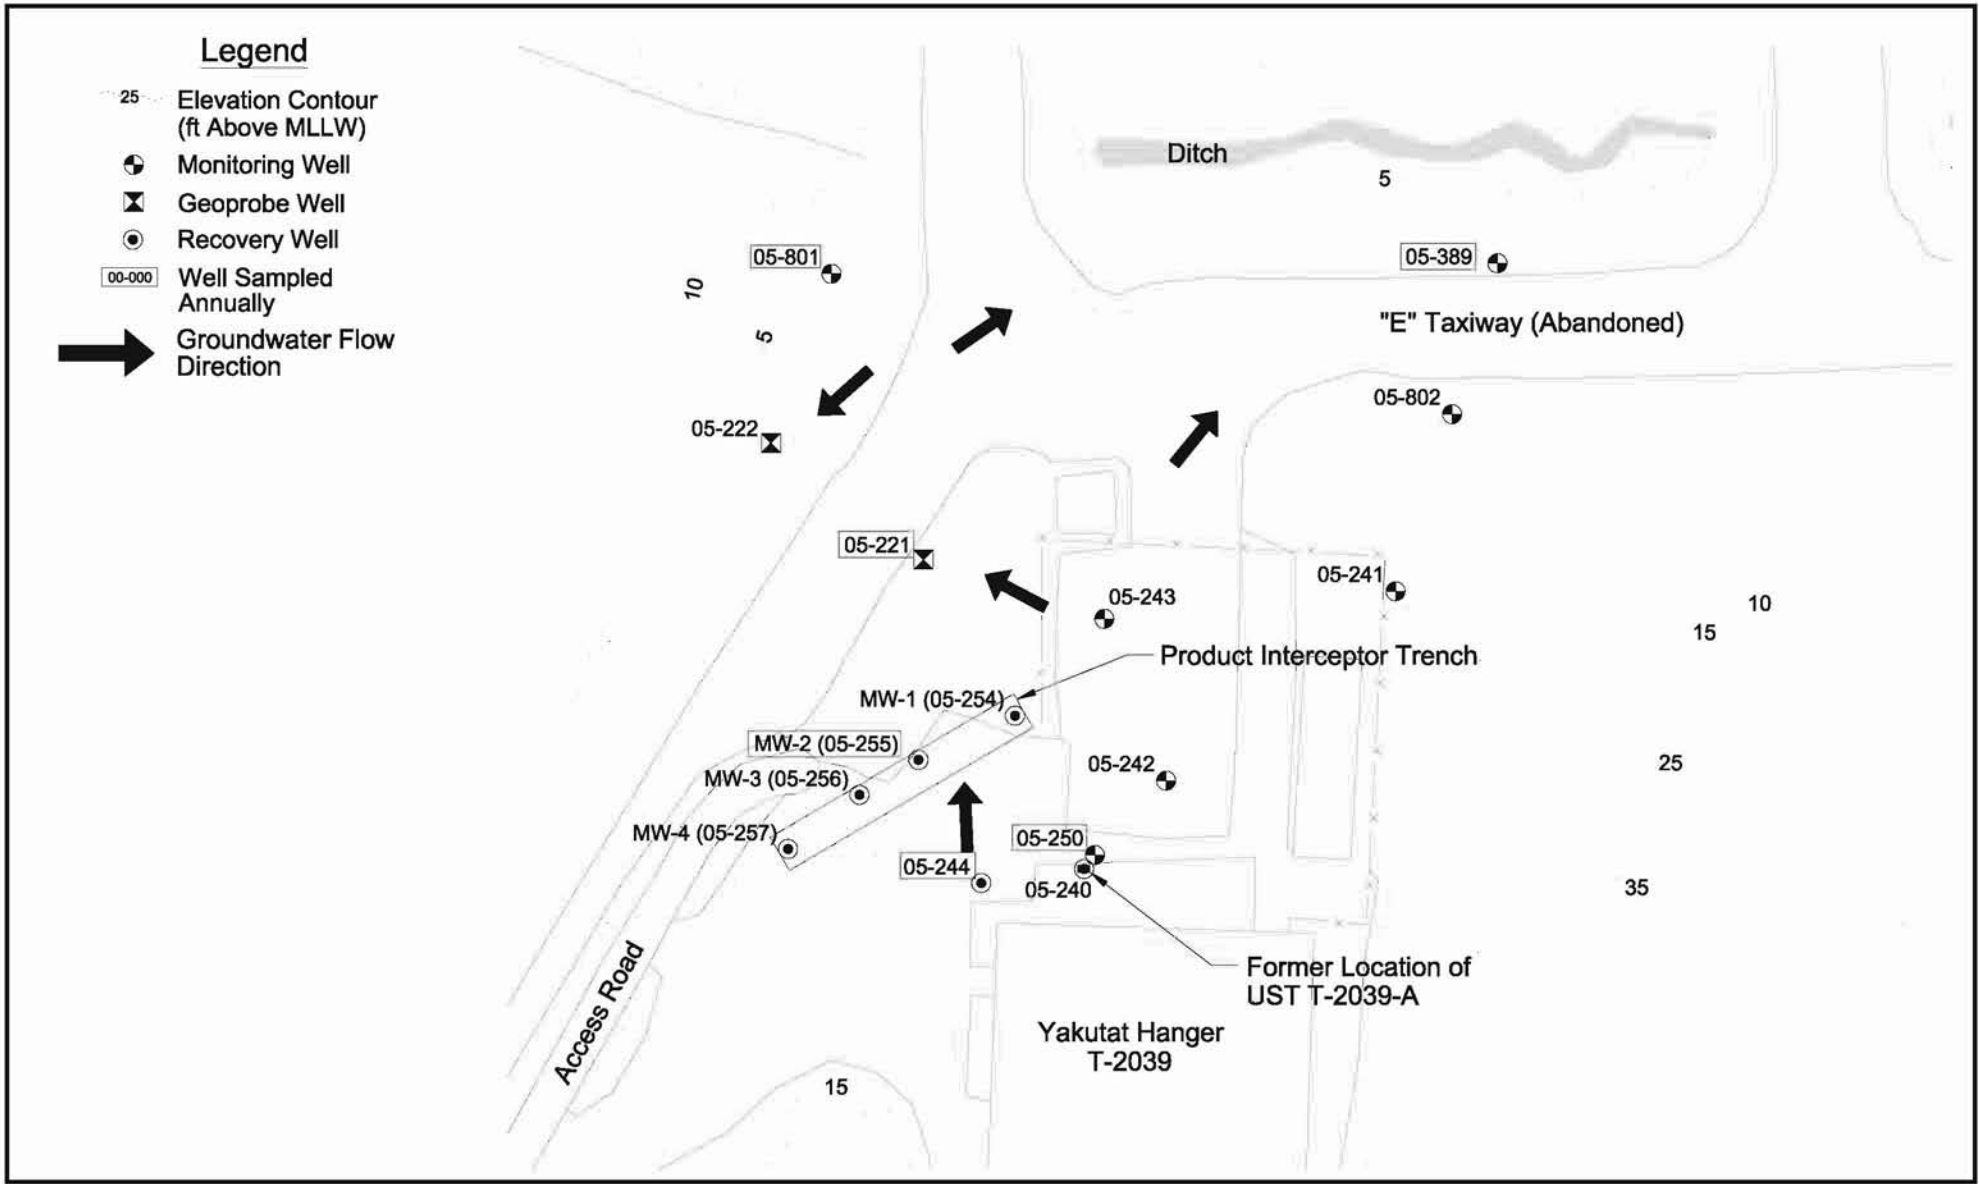 Legend
25
Elevation Contour
(ft Above MLLW)
Monitoring Well
Geoprobe Well
Recovery Well
00-000
Well Sampled
Annually
Groundwater Flow
Direction
Ditch
5
05-801
05-389
10
5
"E" Taxiway (Abandoned)
05-802
05-222
05-221
05-241
05-243
10
15
Product Interceptor Trench
MW-1 (05-254)
MW-2 (05-255)
MW-3 (05-256)
05-242
25
MW-4 (05-257)
05-250
05-244
05-240
35
Former Location of
UST T-2039-A
Access Road
Yakutat Hanger
T-2039
15